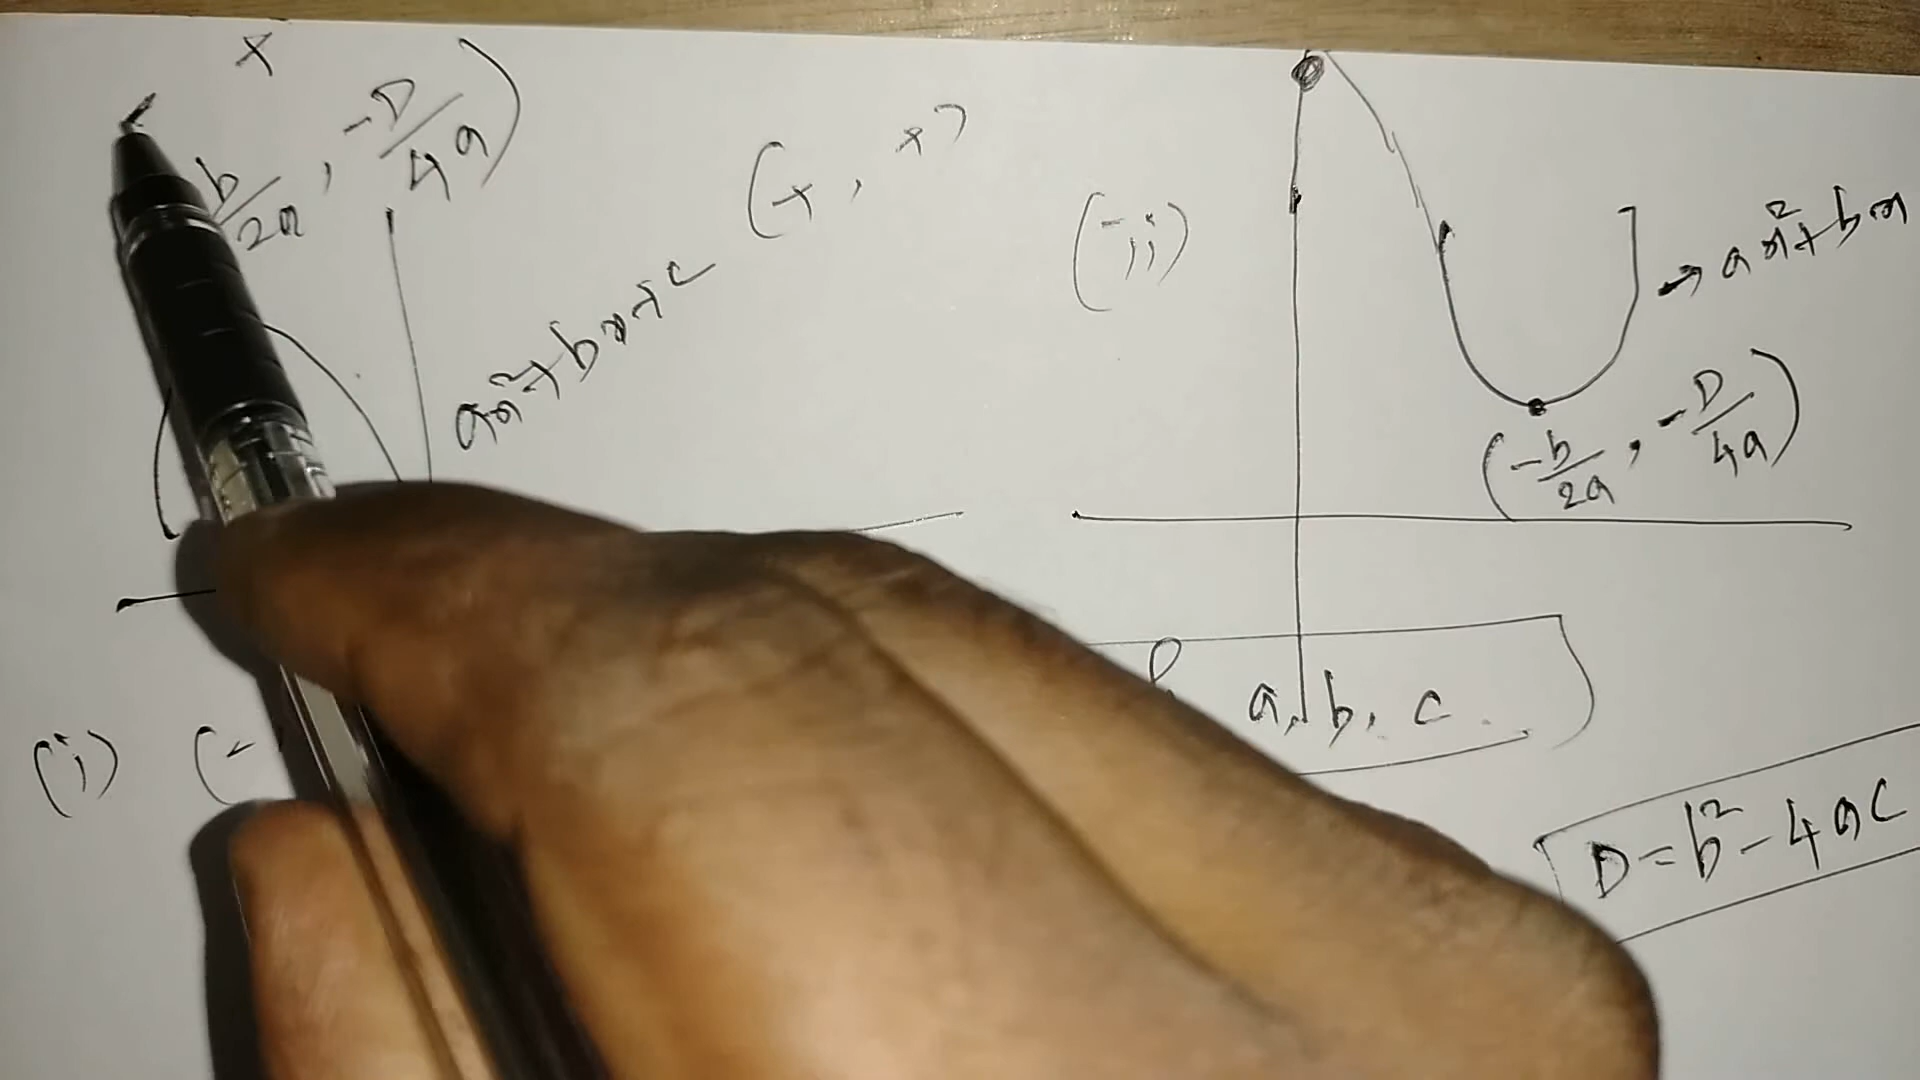 +
b/2a , -D/4a)
(+ , +)
ax²+bx+c
(ii)
→ ax²+bx
(-b/2a , -D/4a)
a, b, c
(i) (-
D=b²-4ac